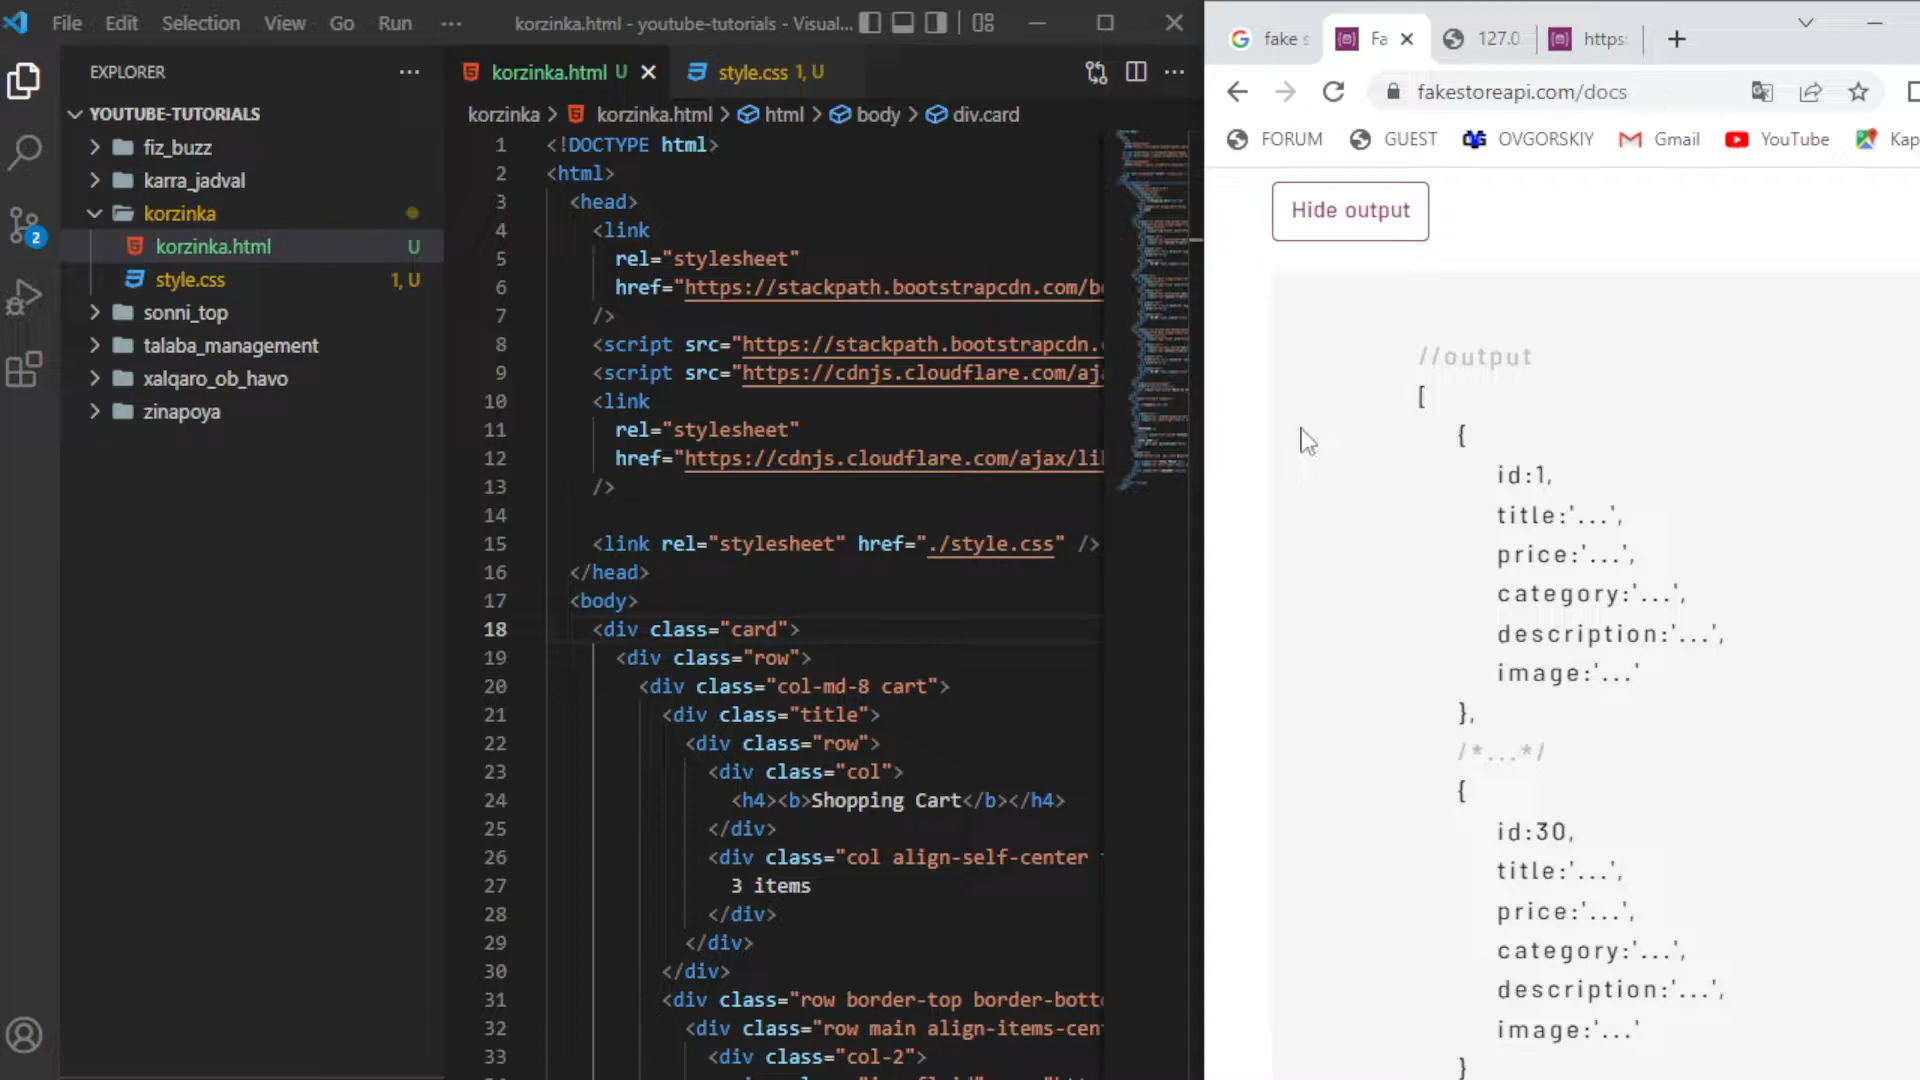 File Edit Selection View Go Run ··· korzinka.html - youtube-tutorials - Visual...
EXPLORER
YOUTUBE-TUTORIALS
fiz_buzz
karra_jadval
korzinka
korzinka.html U
style.css 1, U
sonni_top
talaba_management
xalqaro_ob_havo
zinapoya
2
korzinka.html U
style.css 1, U
korzinka > korzinka.html > html > body > div.card
1 <!DOCTYPE html>
2 <html>
3 <head>
4 <link
5 rel="stylesheet"
6 href="https://stackpath.bootstrapcdn.com/b
7 />
8 <script src="https://stackpath.bootstrapcdn.
9 <script src="https://cdnjs.cloudflare.com/aj
10 <link
11 rel="stylesheet"
12 href="https://cdnjs.cloudflare.com/ajax/li
13 />
14
15 <link rel="stylesheet" href="./style.css" />
16 </head>
17 <body>
18 <div class="card">
19 <div class="row">
20 <div class="col-md-8 cart">
21 <div class="title">
22 <div class="row">
23 <div class="col">
24 <h4><b>Shopping Cart</b></h4>
25 </div>
26 <div class="col align-self-center
27 3 items
28 </div>
29 </div>
30 </div>
31 <div class="row border-top border-bott
32 <div class="row main align-items-cen
33 <div class="col-2">
fake s
Fa
127.0
https:
fakestoreapi.com/docs
FORUM GUEST OVGORSKIY Gmail YouTube Kap
Hide output
//output
[
{
id:1,
title:'...',
price:'...',
category:'...',
description:'...',
image:'...'
},
/*...*/
{
id:30,
title:'...',
price:'...',
category:'...',
description:'...',
image:'...'
}